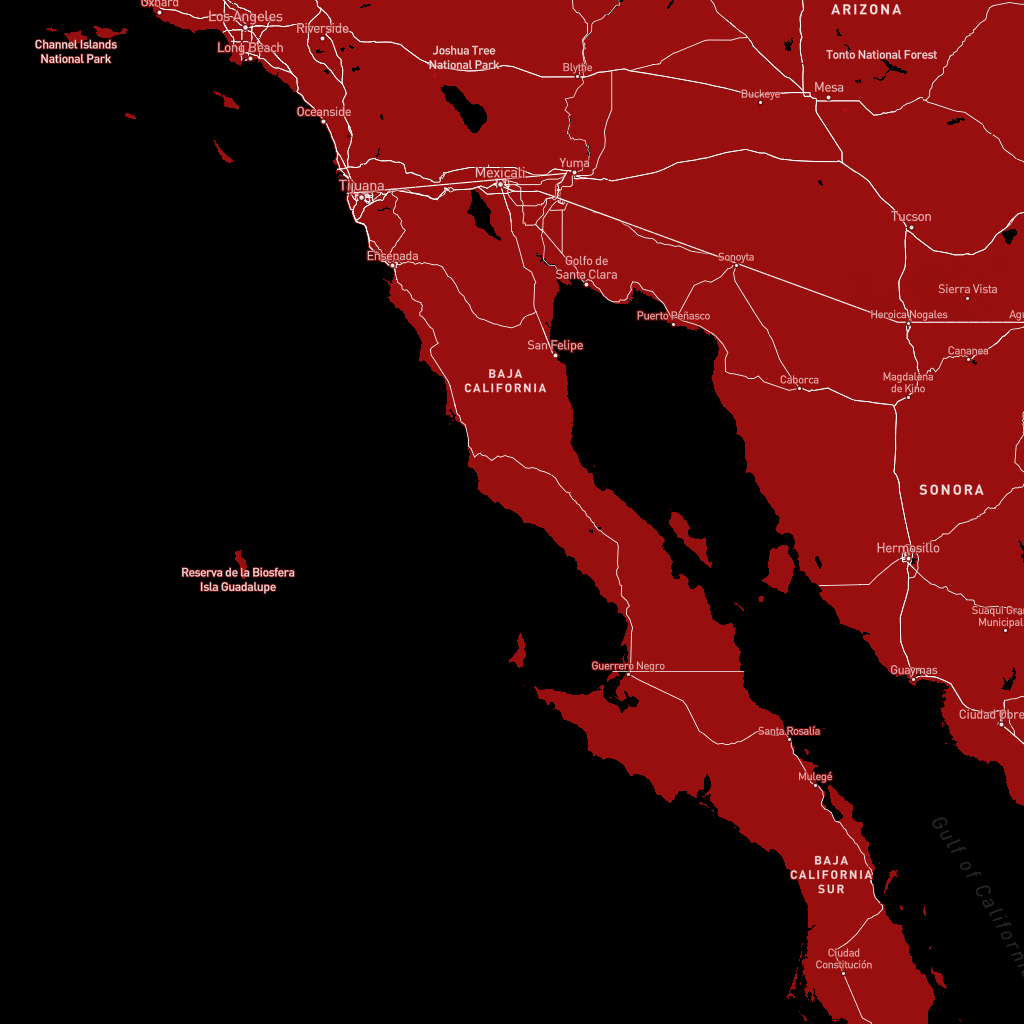 Oxnard
ARIZONA
Los Angeles
Riverside
Channel Islands
National Park
Long Beach
Joshua Tree
National Park
Tonto National Forest
Blythe
Mesa
Buckeye
Oceanside
Yuma
Mexicali
Tijuana
Tucson
Ensenada
Sonoyta
Golfo de
Santa Clara
Sierra Vista
Puerto Peñasco
Heroica Nogales
Agu
San Felipe
Cananea
BAJA
CALIFORNIA
Caborca
Magdalena
de Kino
SONORA
Hermosillo
Reserva de la Biosfera
Isla Guadalupe
Suaqui Gran
Municipali
Guerrero Negro
Guaymas
Ciudad Obre
Santa Rosalía
Mulegé
Gulf of California
BAJA
CALIFORNIA
SUR
Ciudad
Constitución